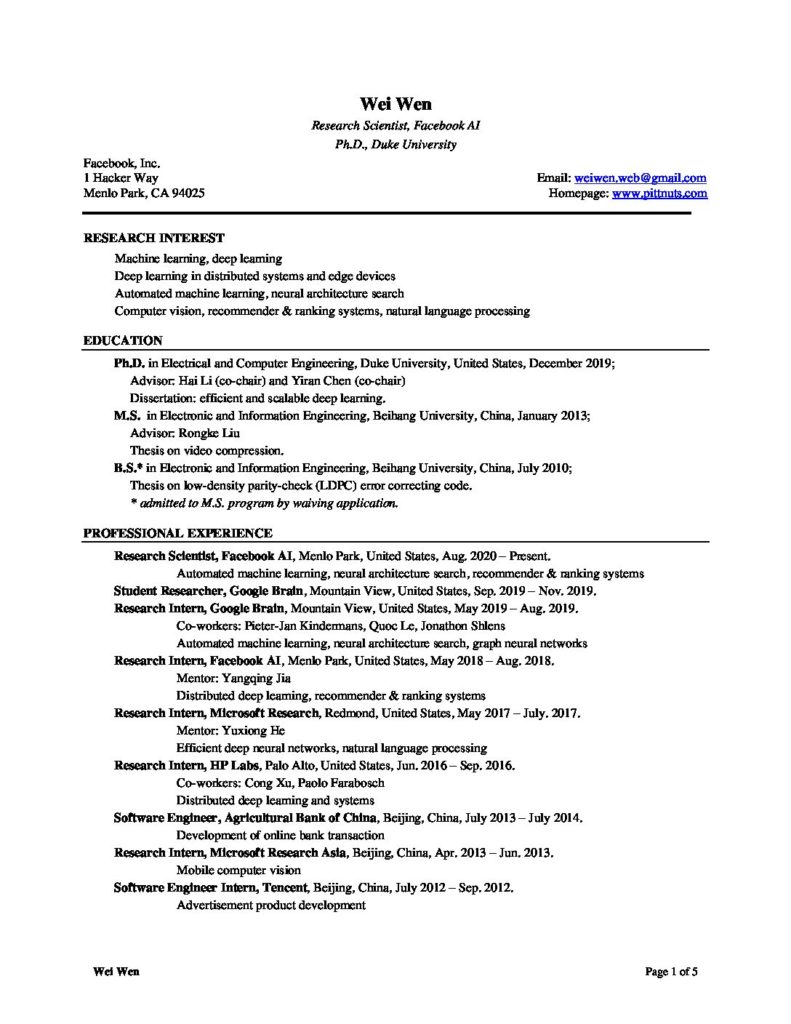 Wei Wen
Research Scientist, Facebook AI
Ph.D., Duke University
Facebook, Inc.
1 Hacker Way
Email: weiwen.web@gmail.com
Menlo Park, CA 94025
Homepage: www.pittnuts.com
RESEARCH INTEREST
Machine learning, deep learning
Deep learning in distributed systems and edge devices
Automated machine learning, neural architecture search
Computer vision, recommender & ranking systems, natural language processing
EDUCATION
Ph.D. in Electrical and Computer Engineering, Duke University, United States, December 2019;
Advisor: Hai Li (co-chair) and Yiran Chen (co-chair)
Dissertation: efficient and scalable deep learning.
M.S. in Electronic and Information Engineering, Beihang University, China, January 2013;
Advisor: Rongke Liu
Thesis on video compression.
B.S.* in Electronic and Information Engineering, Beihang University, China, July 2010;
Thesis on low-density parity-check (LDPC) error correcting code.
* admitted to M.S. program by waiving application.
PROFESSIONAL EXPERIENCE
Research Scientist, Facebook AI, Menlo Park, United States, Aug. 2020 – Present.
Automated machine learning, neural architecture search, recommender & ranking systems
Student Researcher, Google Brain, Mountain View, United States, Sep. 2019 – Nov. 2019.
Research Intern, Google Brain, Mountain View, United States, May 2019 – Aug. 2019.
Co-workers: Pieter-Jan Kindermans, Quoc Le, Jonathon Shlens
Automated machine learning, neural architecture search, graph neural networks
Research Intern, Facebook AI, Menlo Park, United States, May 2018 – Aug. 2018.
Mentor: Yangqing Jia
Distributed deep learning, recommender & ranking systems
Research Intern, Microsoft Research, Redmond, United States, May 2017 – July. 2017.
Mentor: Yuxiong He
Efficient deep neural networks, natural language processing
Research Intern, HP Labs, Palo Alto, United States, Jun. 2016 – Sep. 2016.
Co-workers: Cong Xu, Paolo Farabosch
Distributed deep learning and systems
Software Engineer, Agricultural Bank of China, Beijing, China, July 2013 – July 2014.
Development of online bank transaction
Research Intern, Microsoft Research Asia, Beijing, China, Apr. 2013 – Jun. 2013.
Mobile computer vision
Software Engineer Intern, Tencent, Beijing, China, July 2012 – Sep. 2012.
Advertisement product development
Wei Wen
Page 1 of 5